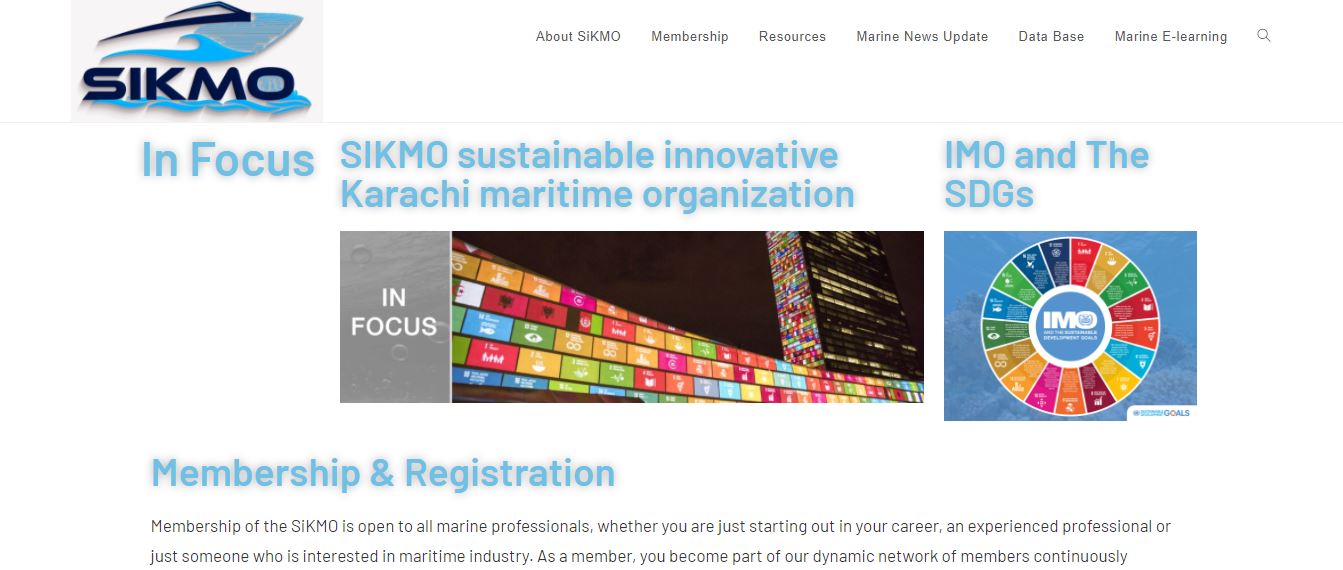 SIKMO
About SiKMO
Membership
Resources
Marine News Update
Data Base
Marine E-learning
In Focus
SIKMO sustainable innovative
Karachi maritime organization
IMO and The
SDGs
IN
FOCUS
IMO
AND THE SUSTAINABLE
DEVELOPMENT GOALS
SUSTAINABLE
DEVELOPMENT
GOALS
Membership & Registration
Membership of the SiKMO is open to all marine professionals, whether you are just starting out in your career, an experienced professional or
just someone who is interested in maritime industry. As a member, you become part of our dynamic network of members continuously